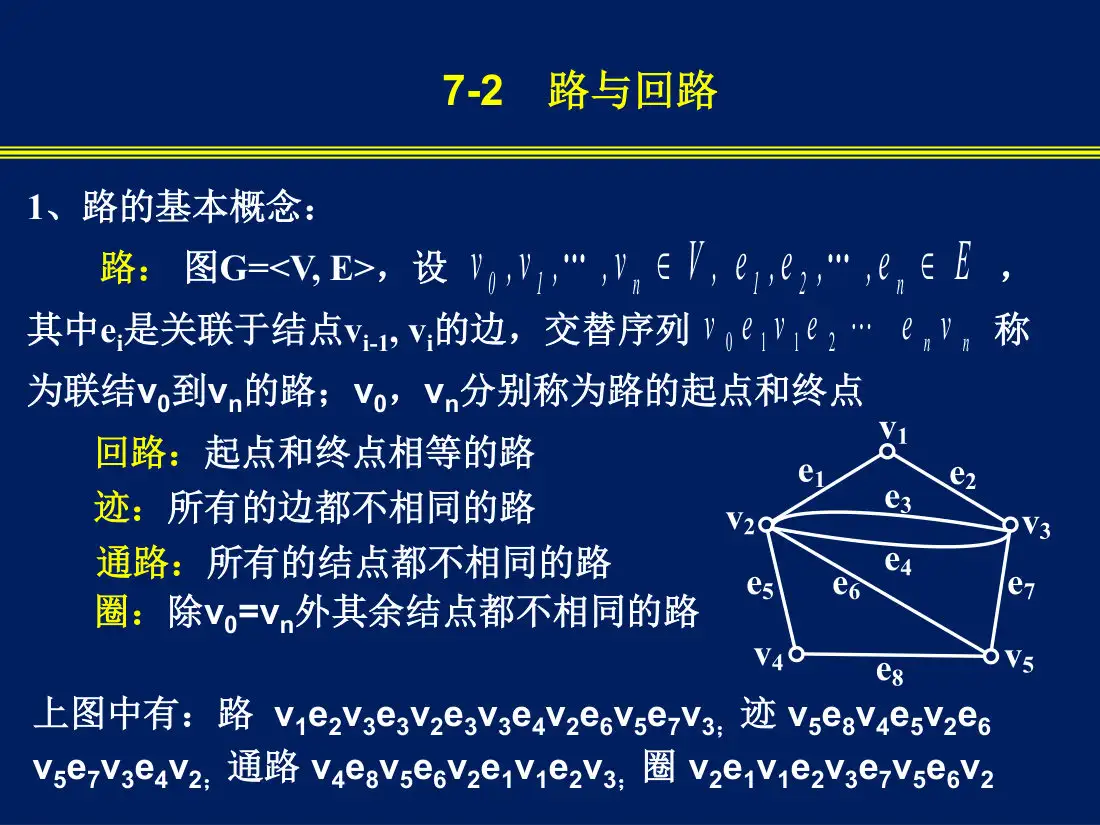 7-2 路与回路
1、路的基本概念：
路： 图G=<V, E>，设 v0,v1,⋯,vn∈V, e1,e2,⋯,en∈E ，
其中ei是关联于结点vi-1, vi的边，交替序列 v0e1v1e2⋯ envn 称
为联结v0到vn的路；v0，vn分别称为路的起点和终点
回路：起点和终点相等的路
迹：所有的边都不相同的路
通路：所有的结点都不相同的路
圈：除v0=vn外其余结点都不相同的路
v1
e1
e2
e3
v2
v3
e4
e5
e6
e7
v4
v5
e8
上图中有：路 v1e2v3e3v2e3v3e4v2e6v5e7v3; 迹 v5e8v4e5v2e6
v5e7v3e4v2; 通路 v4e8v5e6v2e1v1e2v3; 圈 v2e1v1e2v3e7v5e6v2